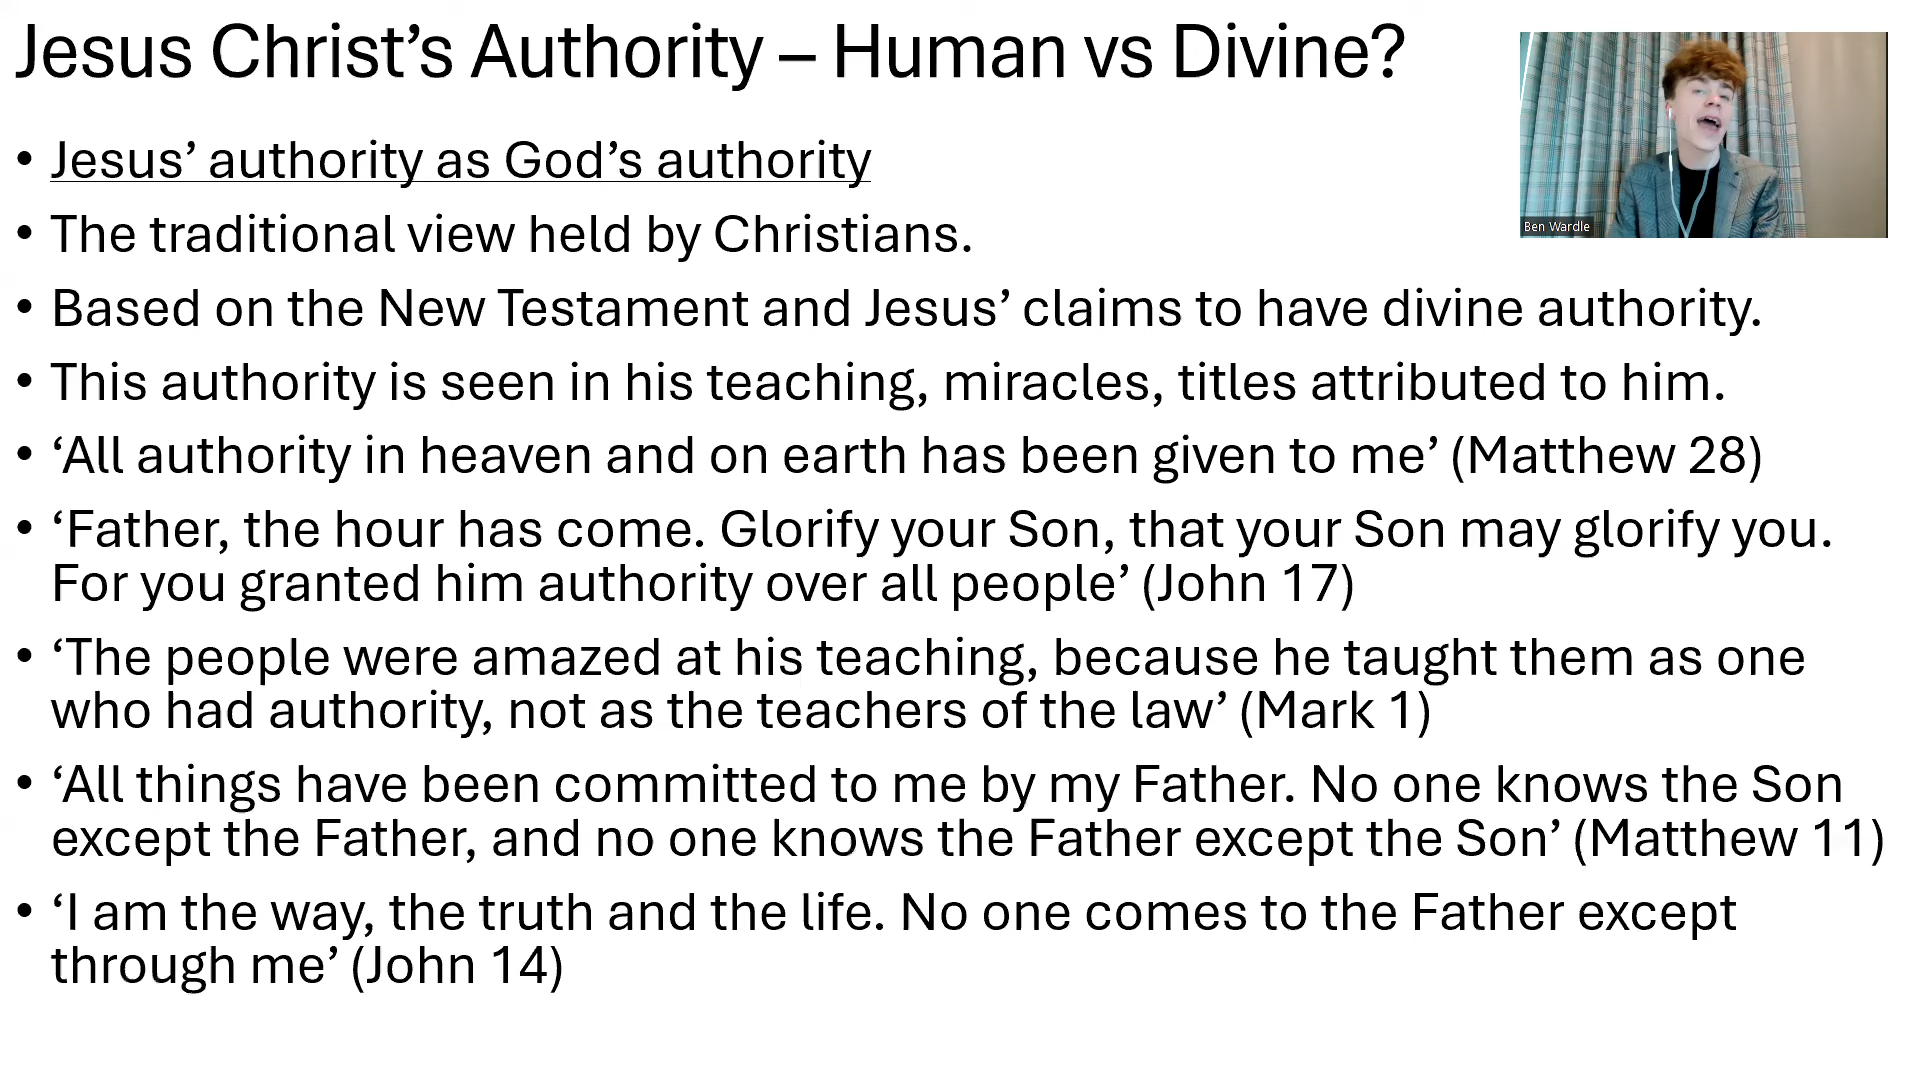 Jesus Christ’s Authority – Human vs Divine?
Ben Wardle
• Jesus’ authority as God’s authority
• The traditional view held by Christians.
• Based on the New Testament and Jesus’ claims to have divine authority.
• This authority is seen in his teaching, miracles, titles attributed to him.
• ‘All authority in heaven and on earth has been given to me’ (Matthew 28)
• ‘Father, the hour has come. Glorify your Son, that your Son may glorify you.
For you granted him authority over all people’ (John 17)
• ‘The people were amazed at his teaching, because he taught them as one
who had authority, not as the teachers of the law’ (Mark 1)
• ‘All things have been committed to me by my Father. No one knows the Son
except the Father, and no one knows the Father except the Son’ (Matthew 11)
• ‘I am the way, the truth and the life. No one comes to the Father except
through me’ (John 14)